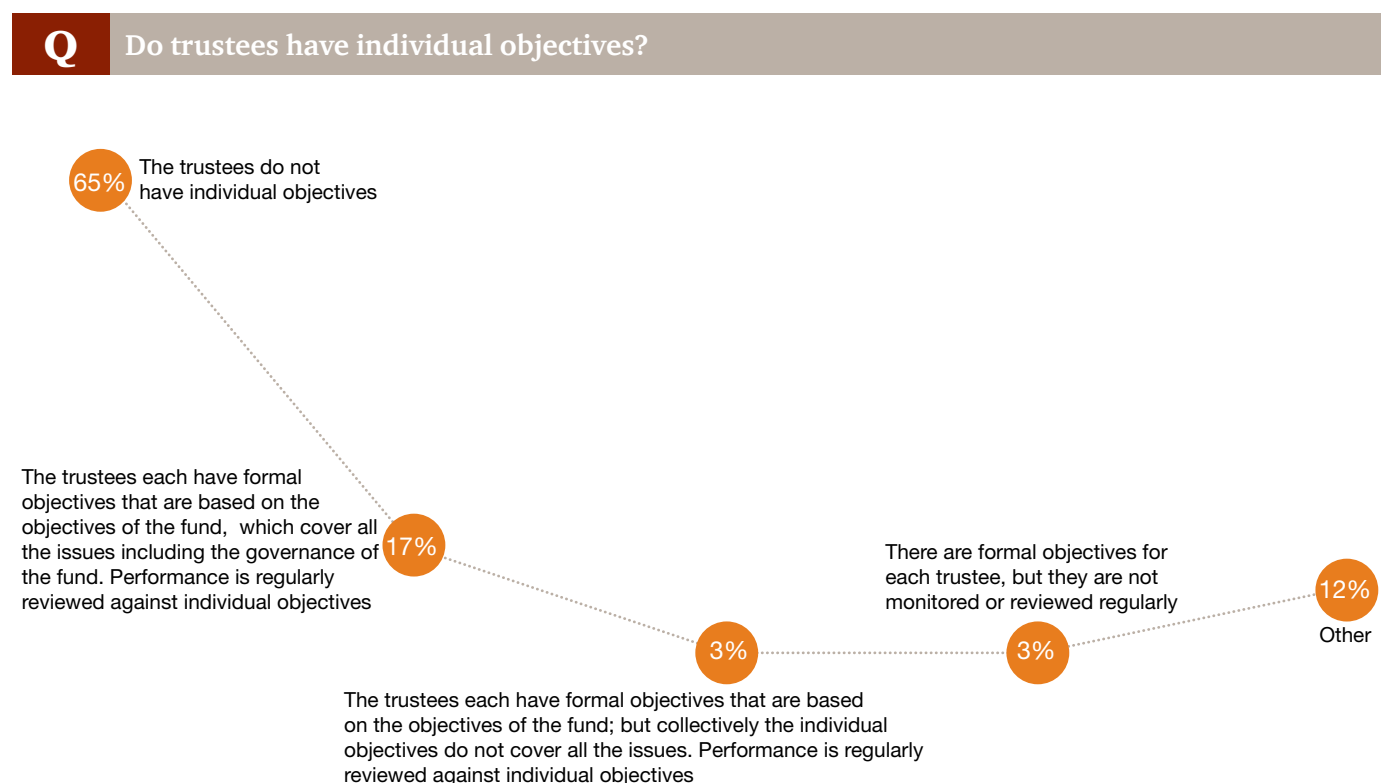 Q Do trustees have individual objectives?
65%
The trustees do not
have individual objectives
The trustees each have formal
objectives that are based on the
objectives of the fund,  which cover all
the issues including the governance of
the fund. Performance is regularly
reviewed against individual objectives
17%
3%
The trustees each have formal objectives that are based
on the objectives of the fund; but collectively the individual
objectives do not cover all the issues. Performance is regularly
reviewed against individual objectives
There are formal objectives for
each trustee, but they are not
monitored or reviewed regularly
3%
12%
Other